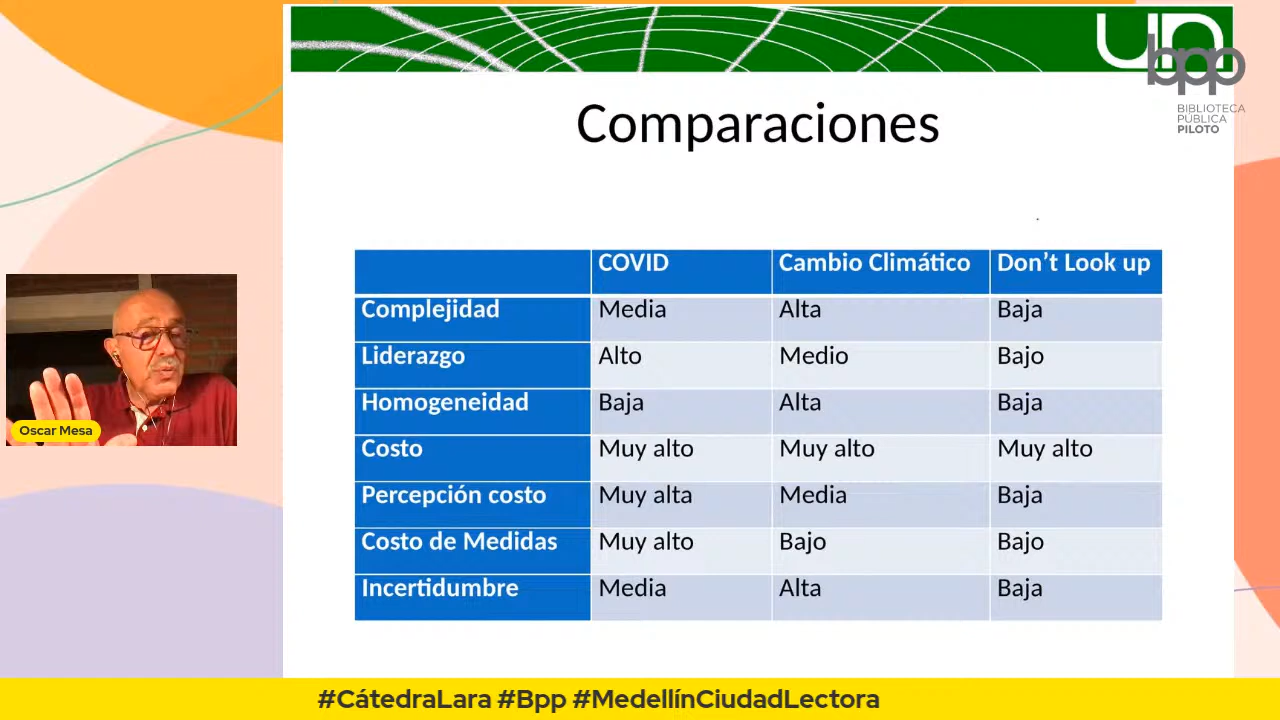 un
bpp
BIBLIOTECA
PÚBLICA
PILOTO
Comparaciones
COVID Cambio Climático Don’t Look up
Complejidad Media Alta Baja
Liderazgo Alto Medio Bajo
Homogeneidad Baja Alta Baja
Costo Muy alto Muy alto Muy alto
Percepción costo Muy alta Media Baja
Costo de Medidas Muy alto Bajo Bajo
Incertidumbre Media Alta Baja
Oscar Mesa
#CátedraLara #Bpp #MedellínCiudadLectora